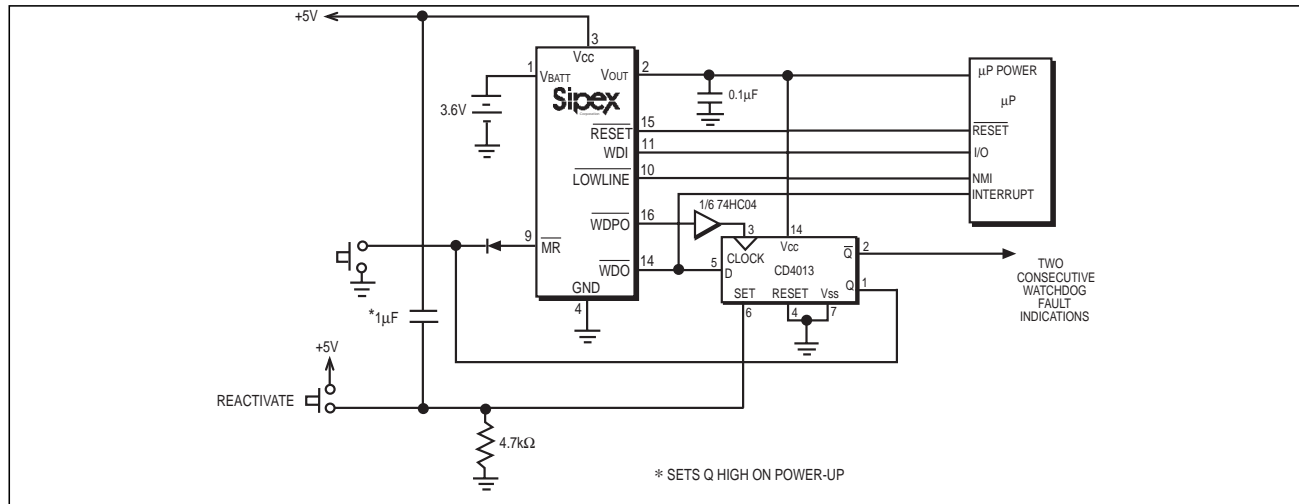 +5V
3
VCC
1
VBATT
VOUT
2
µP POWER
3.6V
Sipex
0.1µF
µP
RESET
15
RESET
WDI
11
I/O
LOWLINE
10
NMI
INTERRUPT
1/6 74HC04
WDPO
16
3
14
9
MR
CLOCK
VCC
Q
2
WDO
14
5
D
CD4013
TWO
CONSECUTIVE
WATCHDOG
FAULT
INDICATIONS
GND
SET
RESET
VSS
Q
1
4
6
4
7
*1µF
+5V
REACTIVATE
4.7kΩ
* SETS Q HIGH ON POWER-UP